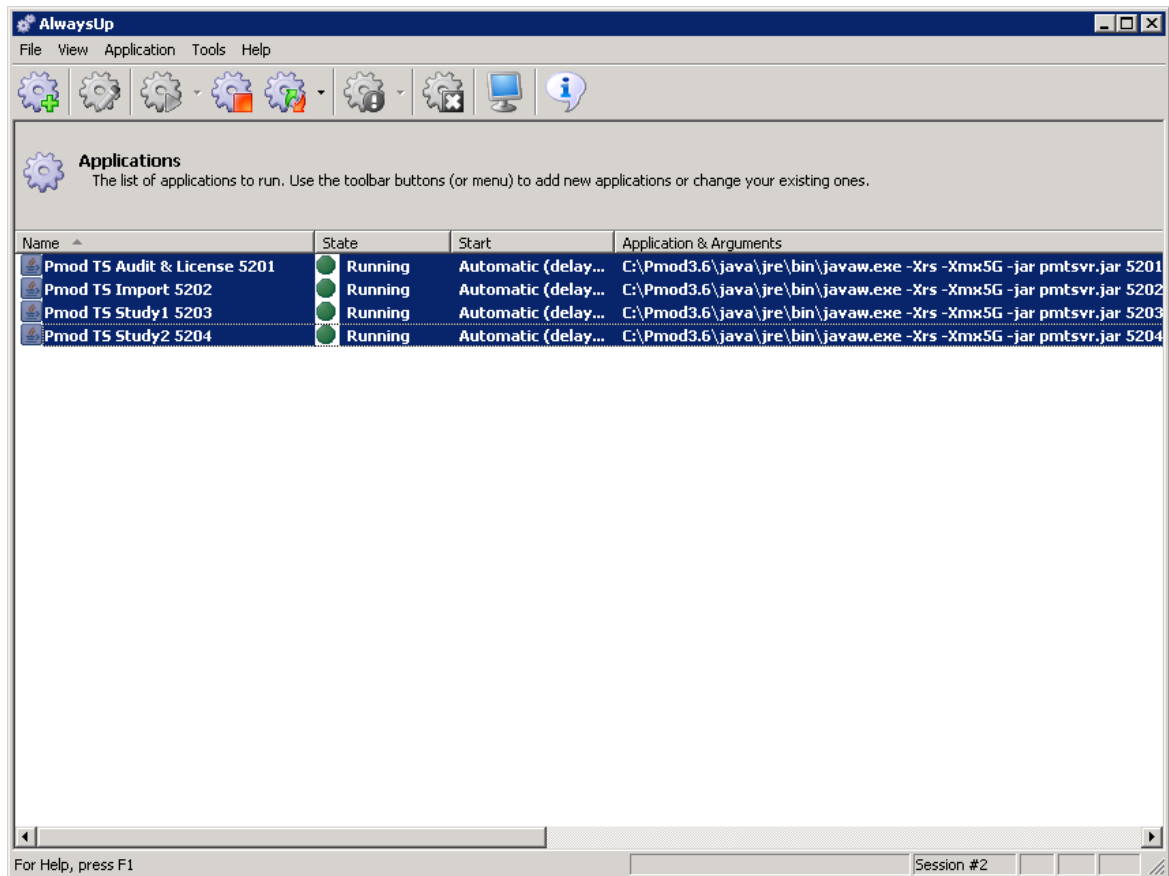 AlwaysUp
File View Application Tools Help
Applications
The list of applications to run. Use the toolbar buttons (or menu) to add new applications or change your existing ones.
Name State Start Application & Arguments
Pmod TS Audit & License 5201 Running Automatic (delay... C:\Pmod3.6\java\jre\bin\javaw.exe -Xrs -Xmx5G -jar pmtsvr.jar 5201
Pmod TS Import 5202 Running Automatic (delay... C:\Pmod3.6\java\jre\bin\javaw.exe -Xrs -Xmx5G -jar pmtsvr.jar 5202
Pmod TS Study1 5203 Running Automatic (delay... C:\Pmod3.6\java\jre\bin\javaw.exe -Xrs -Xmx5G -jar pmtsvr.jar 5203
Pmod TS Study2 5204 Running Automatic (delay... C:\Pmod3.6\java\jre\bin\javaw.exe -Xrs -Xmx5G -jar pmtsvr.jar 5204
For Help, press F1 Session #2